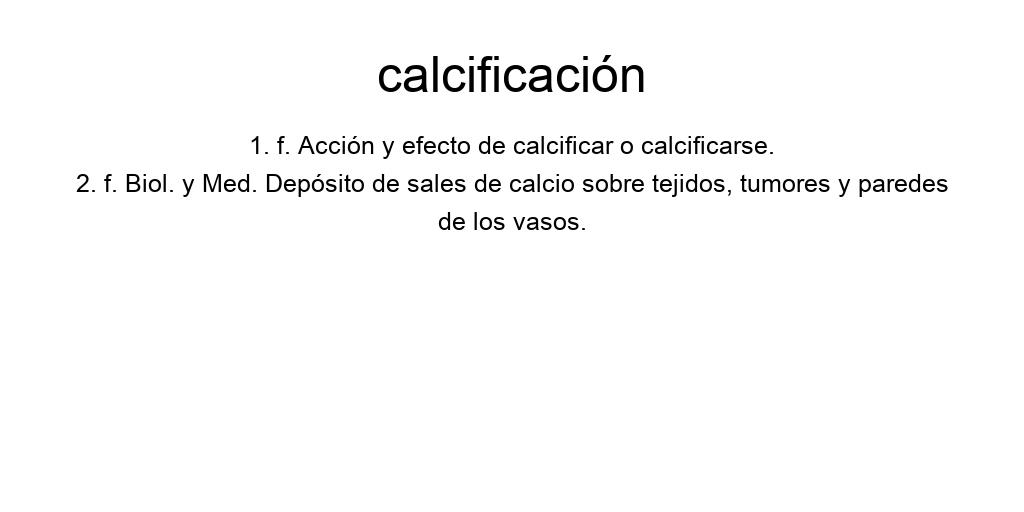 calcificación
1. f. Acción y efecto de calcificar o calcificarse.
2. f. Biol. y Med. Depósito de sales de calcio sobre tejidos, tumores y paredes
de los vasos.